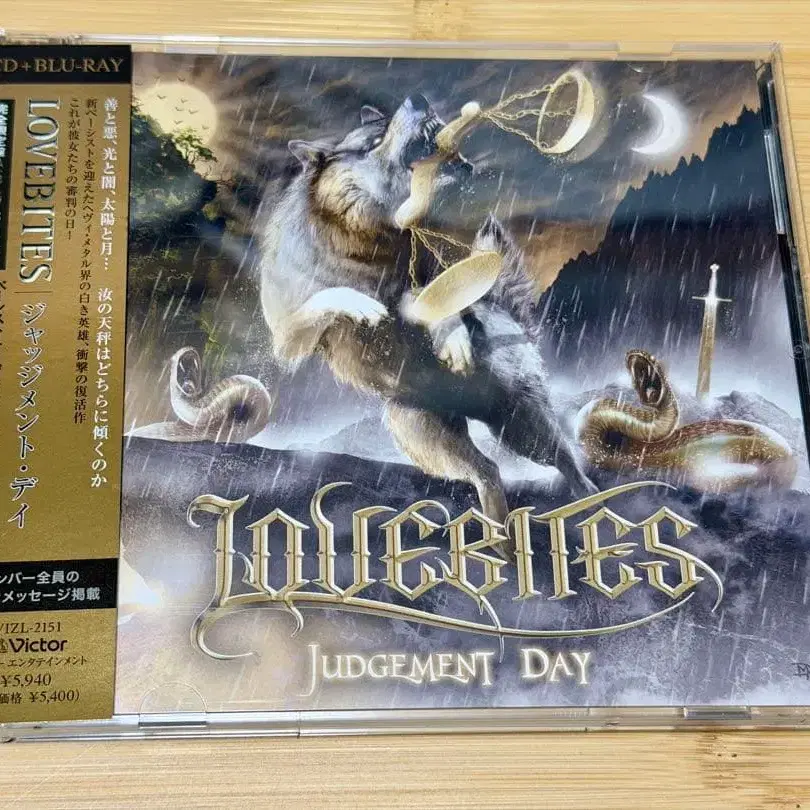 CD+BLU-RAY
LOVEBITES | ジャッジメント・デイ
善と悪、光と闇、太陽と月… 汝の天秤はどちらに傾くのか
新ベーシストを迎えたヘヴィ・メタル界の白き英雄、衝撃の復活作
これが彼女たちの審判の日!
ンバー全員の
メッセージ掲載
VIZL-2151
Victor
エンタテインメント
¥5,940
価格 ¥5,400)
LOVEBITES
JUDGEMENT DAY